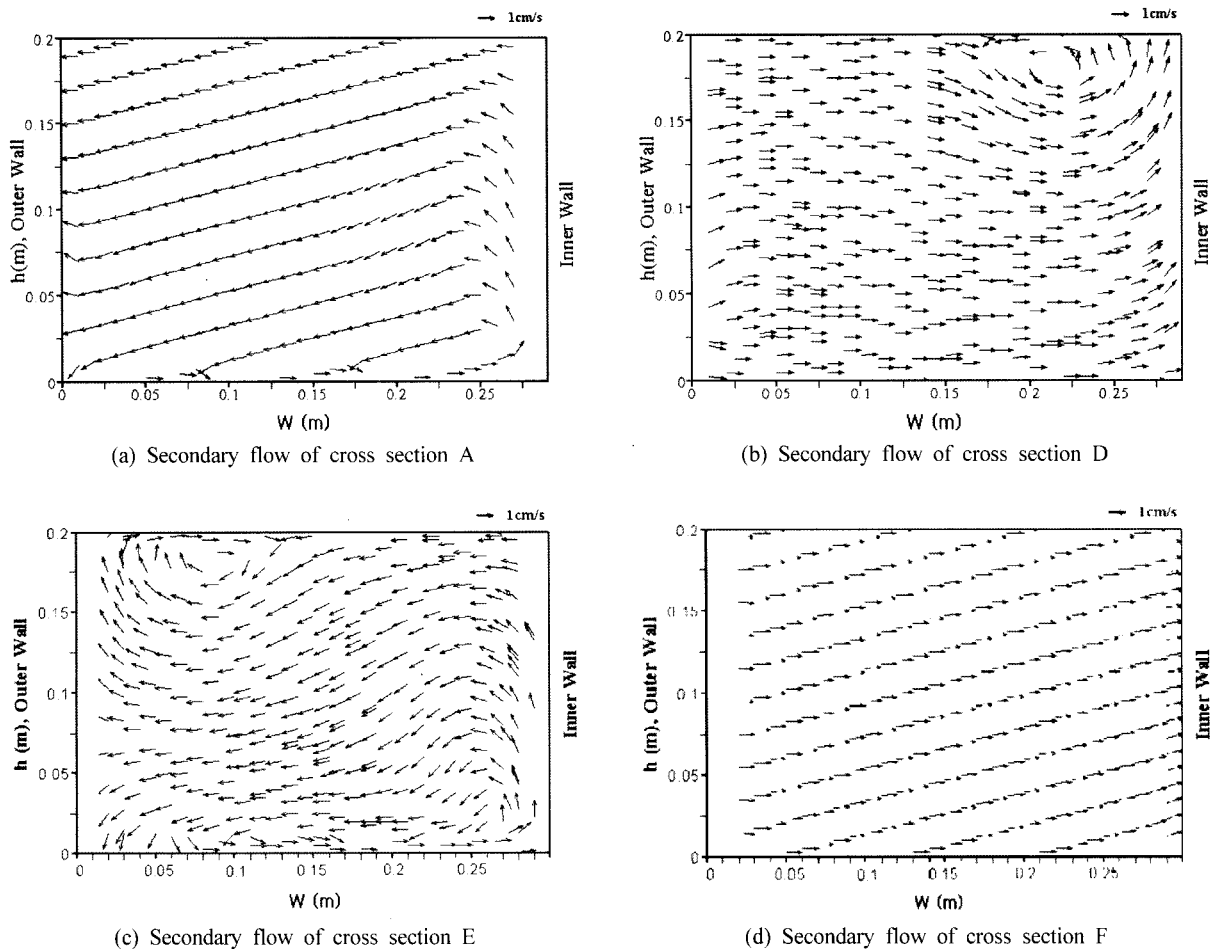 1cm/s
0.2
0.15
0.1
0.05
0
h(m), Outer Wall
Inner Wall
0 0.05 0.1 0.15 0.2 0.25
W (m)
(a) Secondary flow of cross section A
1cm/s
0.2
0.15
0.1
0.05
0
h(m), Outer Wall
Inner Wall
0 0.05 0.1 0.15 0.2 0.25
W (m)
(b) Secondary flow of cross section D
1cm/s
0.2
0.15
0.1
0.05
0
h (m), Outer Wall
Inner Wall
0 0.05 0.1 0.15 0.2 0.25
W (m)
(c) Secondary flow of cross section E
1cm/s
0.2
0.15
0.1
0.05
0
h (m), Outer Wall
Inner Wall
0 0.05 0.1 0.15 0.2 0.25
W (m)
(d) Secondary flow of cross section F